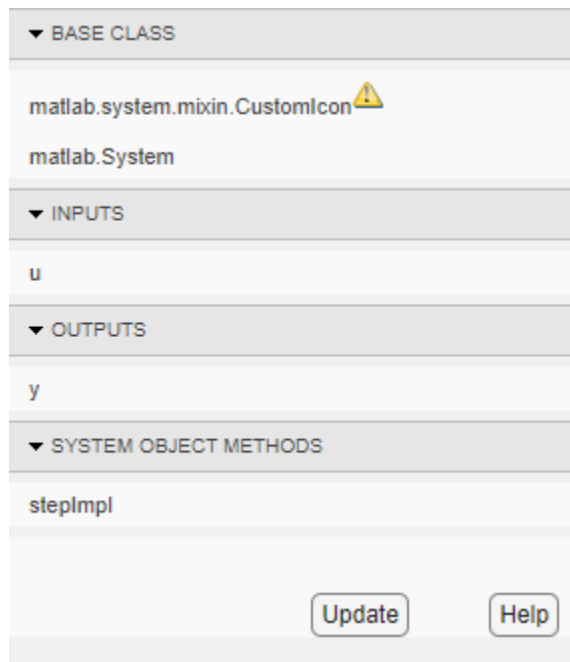 BASE CLASS
matlab.system.mixin.CustomIcon
matlab.System
INPUTS
u
OUTPUTS
y
SYSTEM OBJECT METHODS
stepImpl
Update Help